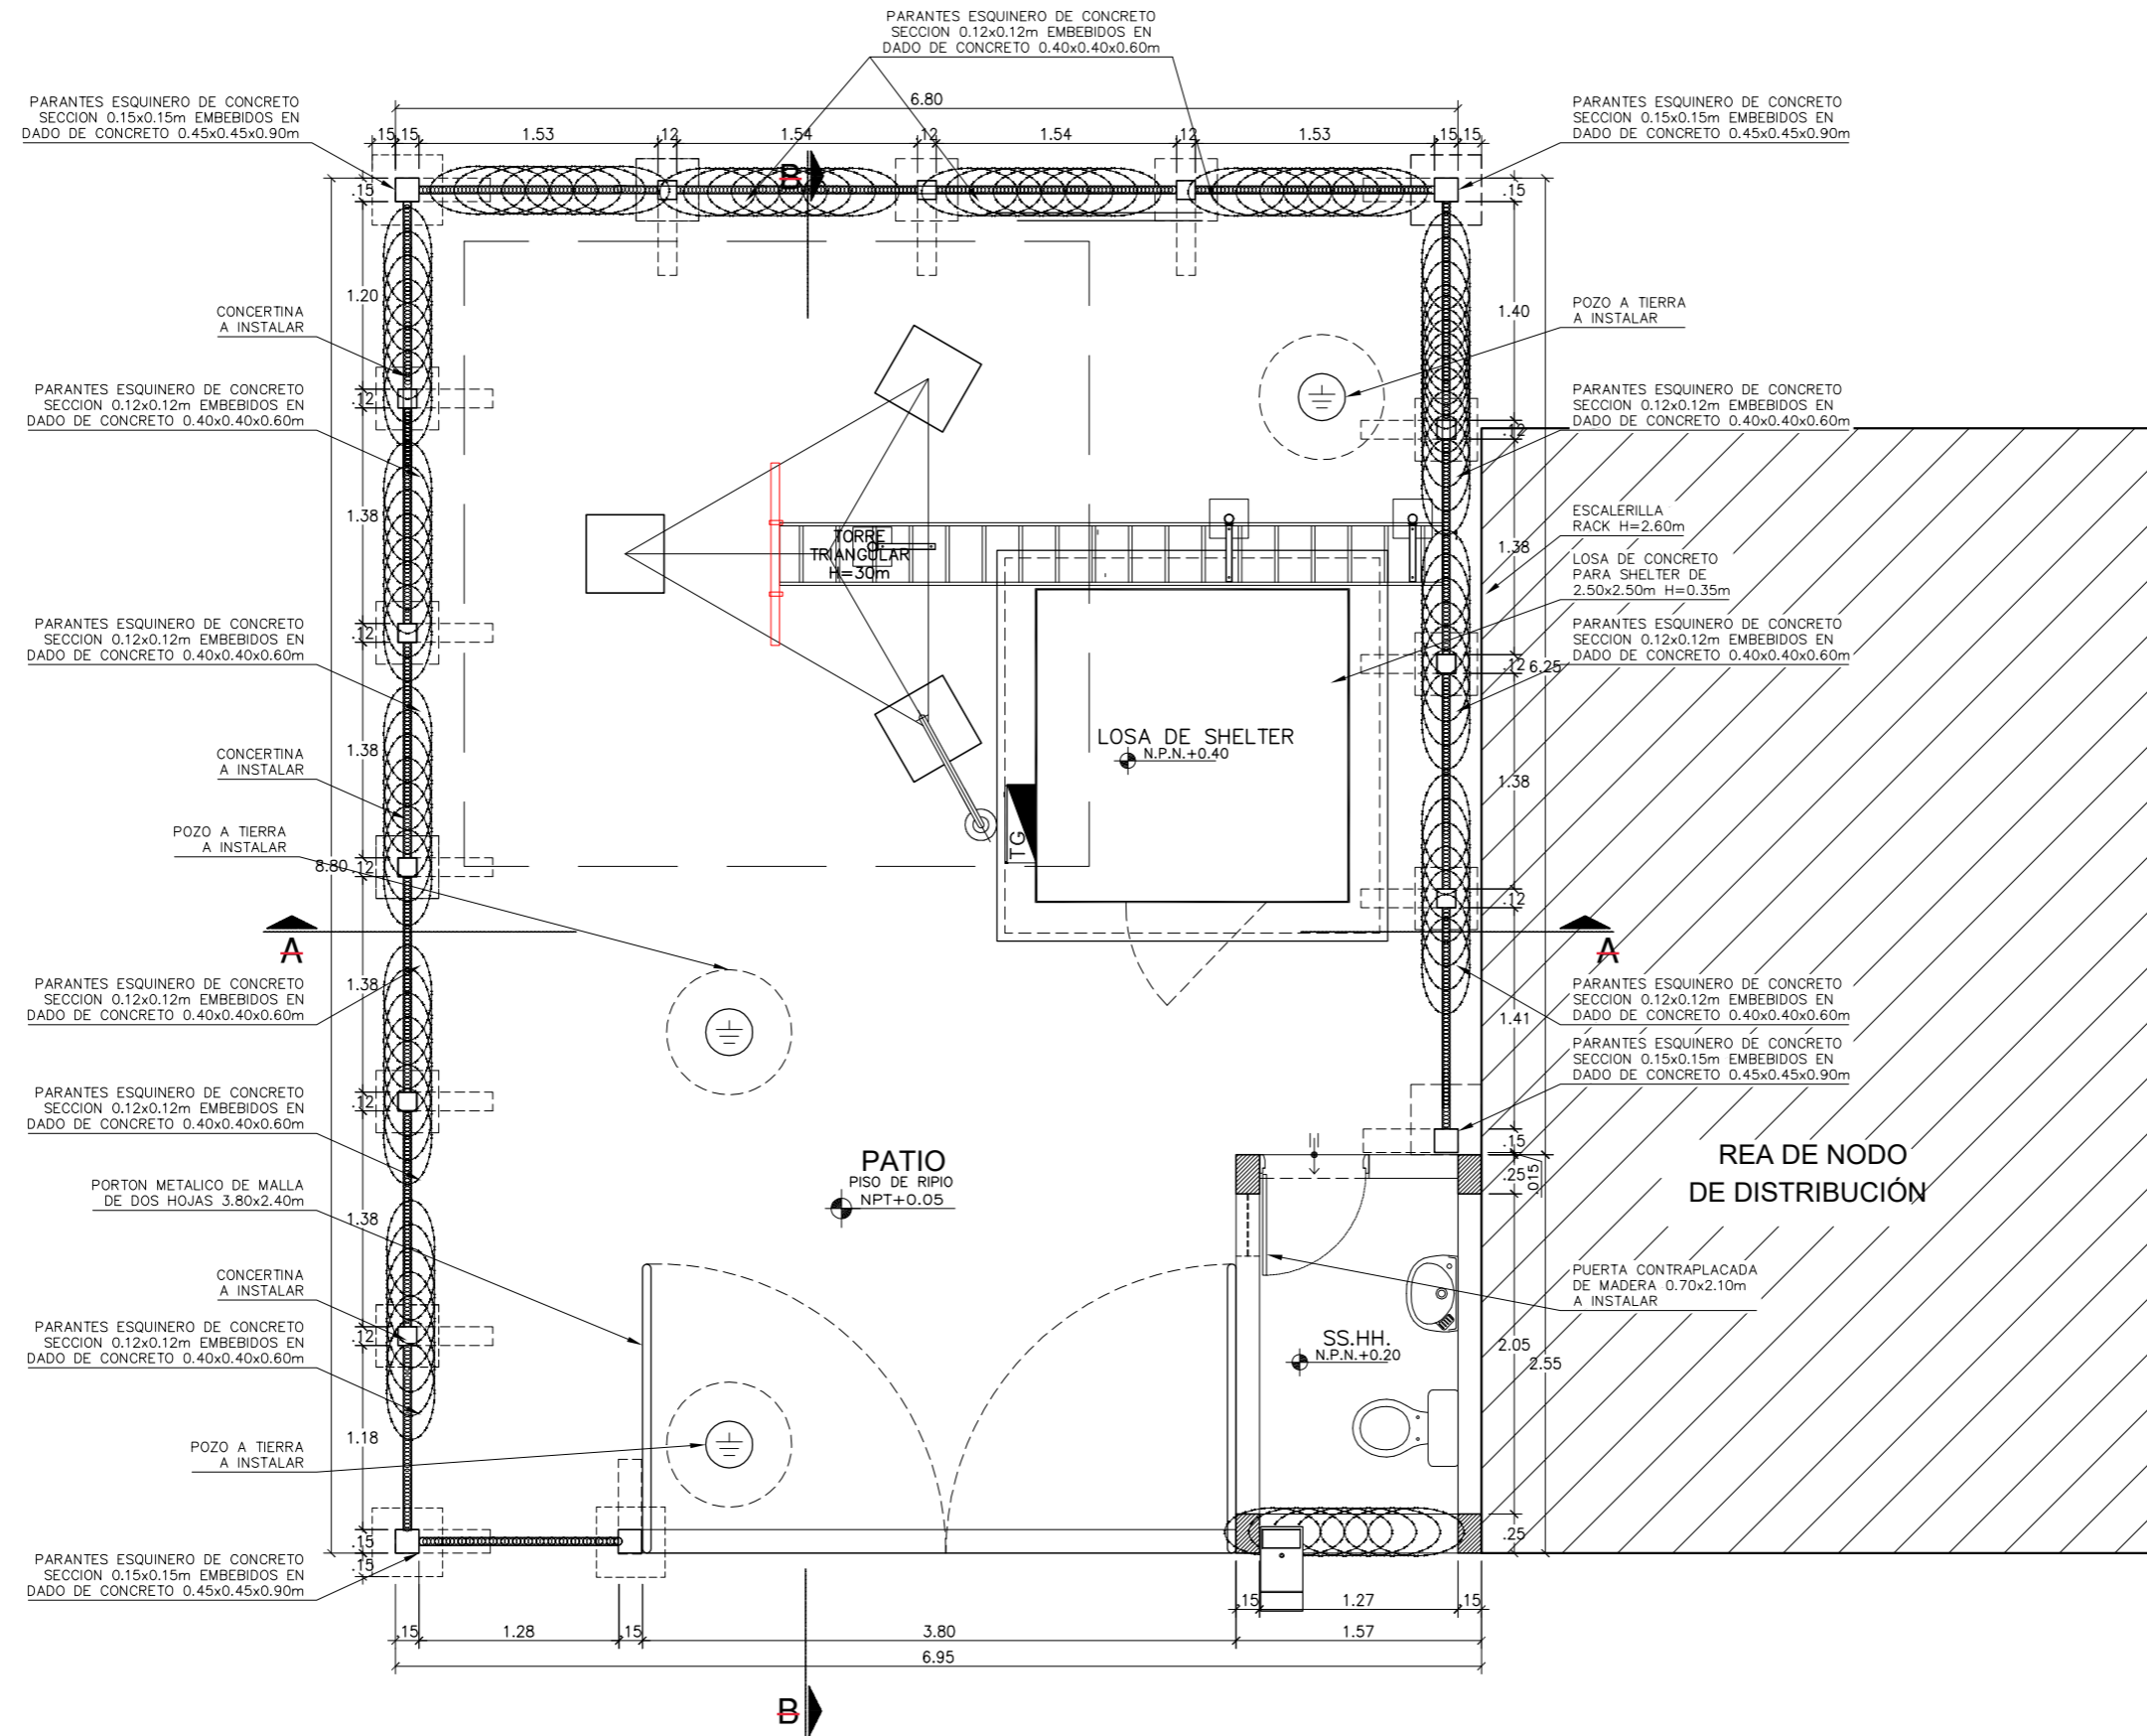 PARANTES ESQUINERO DE CONCRETO
SECCION 0.12x0.12m EMBEBIDOS EN
DADO DE CONCRETO 0.40x0.40x0.60m
PARANTES ESQUINERO DE CONCRETO
SECCION 0.15x0.15m EMBEBIDOS EN
DADO DE CONCRETO 0.45x0.45x0.90m
6.80
PARANTES ESQUINERO DE CONCRETO
SECCION 0.15x0.15m EMBEBIDOS EN
DADO DE CONCRETO 0.45x0.45x0.90m
.15 .15 1.53 .12 1.54 .12 1.54 .12 1.53 .15 .15
B
.15
.15
1.20
1.40
CONCERTINA
A INSTALAR
POZO A TIERRA
A INSTALAR
PARANTES ESQUINERO DE CONCRETO
SECCION 0.12x0.12m EMBEBIDOS EN
DADO DE CONCRETO 0.40x0.40x0.60m
.12
PARANTES ESQUINERO DE CONCRETO
SECCION 0.12x0.12m EMBEBIDOS EN
DADO DE CONCRETO 0.40x0.40x0.60m
.12
1.38
TORRE
TRIANGULAR
H=30m
ESCALERILLA
RACK H=2.60m
1.38
LOSA DE CONCRETO
PARA SHELTER DE
2.50x2.50m H=0.35m
PARANTES ESQUINERO DE CONCRETO
SECCION 0.12x0.12m EMBEBIDOS EN
DADO DE CONCRETO 0.40x0.40x0.60m
.12
PARANTES ESQUINERO DE CONCRETO
SECCION 0.12x0.12m EMBEBIDOS EN
DADO DE CONCRETO 0.40x0.40x0.60m
.12 6.25
LOSA DE SHELTER
N.P.N.+0.40
CONCERTINA
A INSTALAR
1.38
1.38
POZO A TIERRA
A INSTALAR
TG
8.80 .12
.12
A
A
PARANTES ESQUINERO DE CONCRETO
SECCION 0.12x0.12m EMBEBIDOS EN
DADO DE CONCRETO 0.40x0.40x0.60m
1.38
PARANTES ESQUINERO DE CONCRETO
SECCION 0.12x0.12m EMBEBIDOS EN
DADO DE CONCRETO 0.40x0.40x0.60m
1.41
PARANTES ESQUINERO DE CONCRETO
SECCION 0.15x0.15m EMBEBIDOS EN
DADO DE CONCRETO 0.45x0.45x0.90m
PARANTES ESQUINERO DE CONCRETO
SECCION 0.12x0.12m EMBEBIDOS EN
DADO DE CONCRETO 0.40x0.40x0.60m
.12
.15
.25
.015
REA DE NODO
DE DISTRIBUCIÓN
PATIO
PISO DE RIPIO
NPT+0.05
PORTON METALICO DE MALLA
DE DOS HOJAS 3.80x2.40m
1.38
CONCERTINA
A INSTALAR
PUERTA CONTRAPLACADA
DE MADERA 0.70x2.10m
A INSTALAR
PARANTES ESQUINERO DE CONCRETO
SECCION 0.12x0.12m EMBEBIDOS EN
DADO DE CONCRETO 0.40x0.40x0.60m
.12
SS.HH.
N.P.N.+0.20
2.05
2.55
POZO A TIERRA
A INSTALAR
1.18
.15
.15
.25
PARANTES ESQUINERO DE CONCRETO
SECCION 0.15x0.15m EMBEBIDOS EN
DADO DE CONCRETO 0.45x0.45x0.90m
.15 1.27 .15
.15 1.28 .15 3.80 1.57
6.95
B